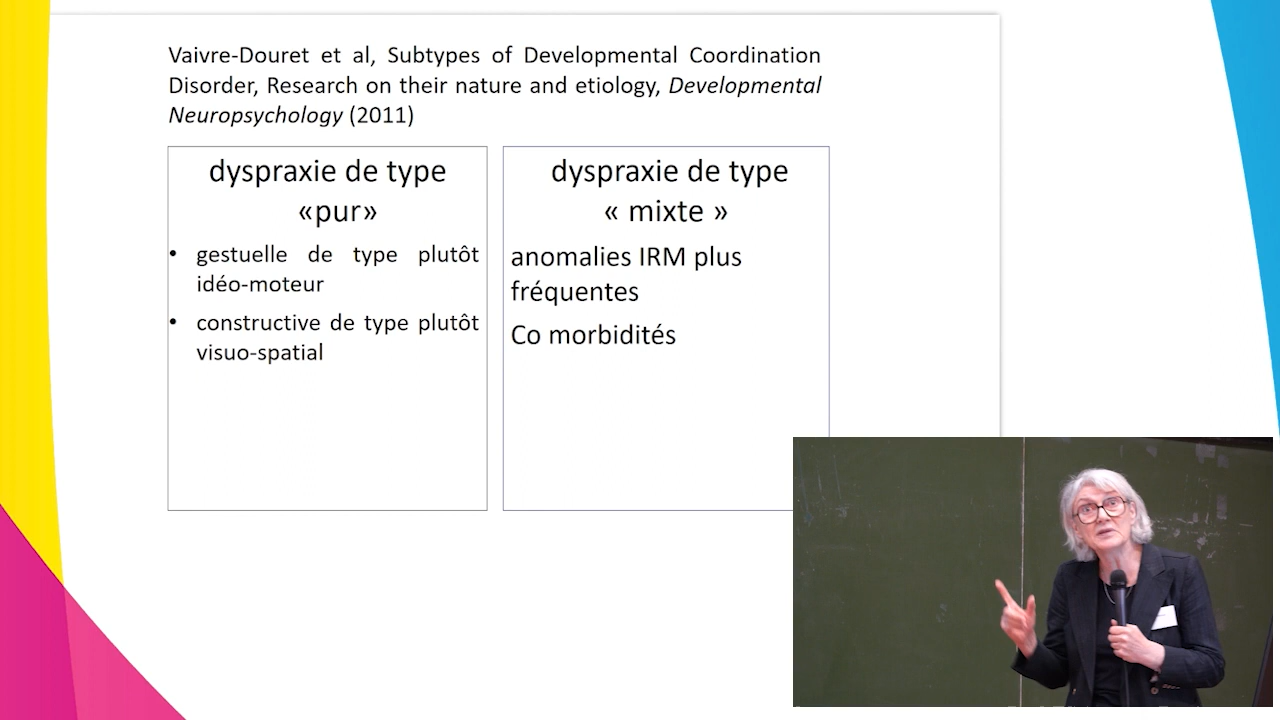 Vaivre-Douret et al, Subtypes of Developmental Coordination
Disorder, Research on their nature and etiology, Developmental
Neuropsychology (2011)
dyspraxie de type
«pur»
• gestuelle de type plutôt
idéo-moteur
• constructive de type plutôt
visuo-spatial
dyspraxie de type
« mixte »
anomalies IRM plus
fréquentes
Co morbidités